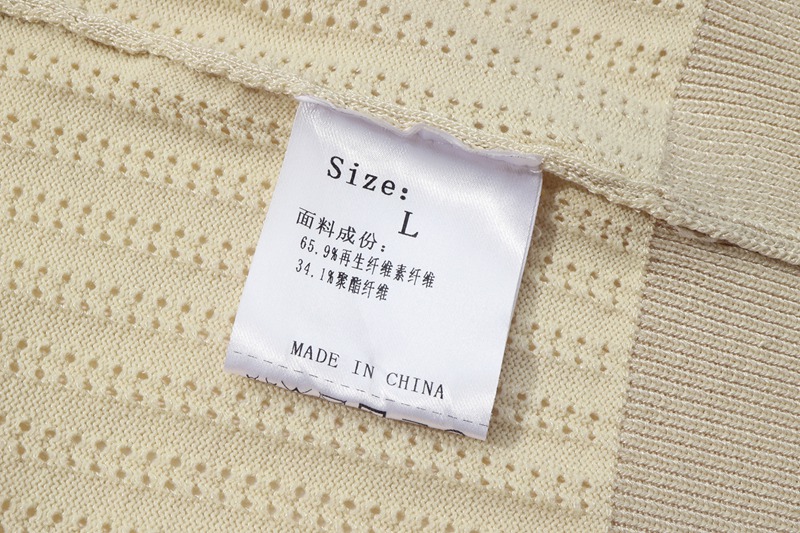 Size:
L
面料成份：
65.9%再生纤维素纤维
34.1%聚酯纤维
MADE IN CHINA